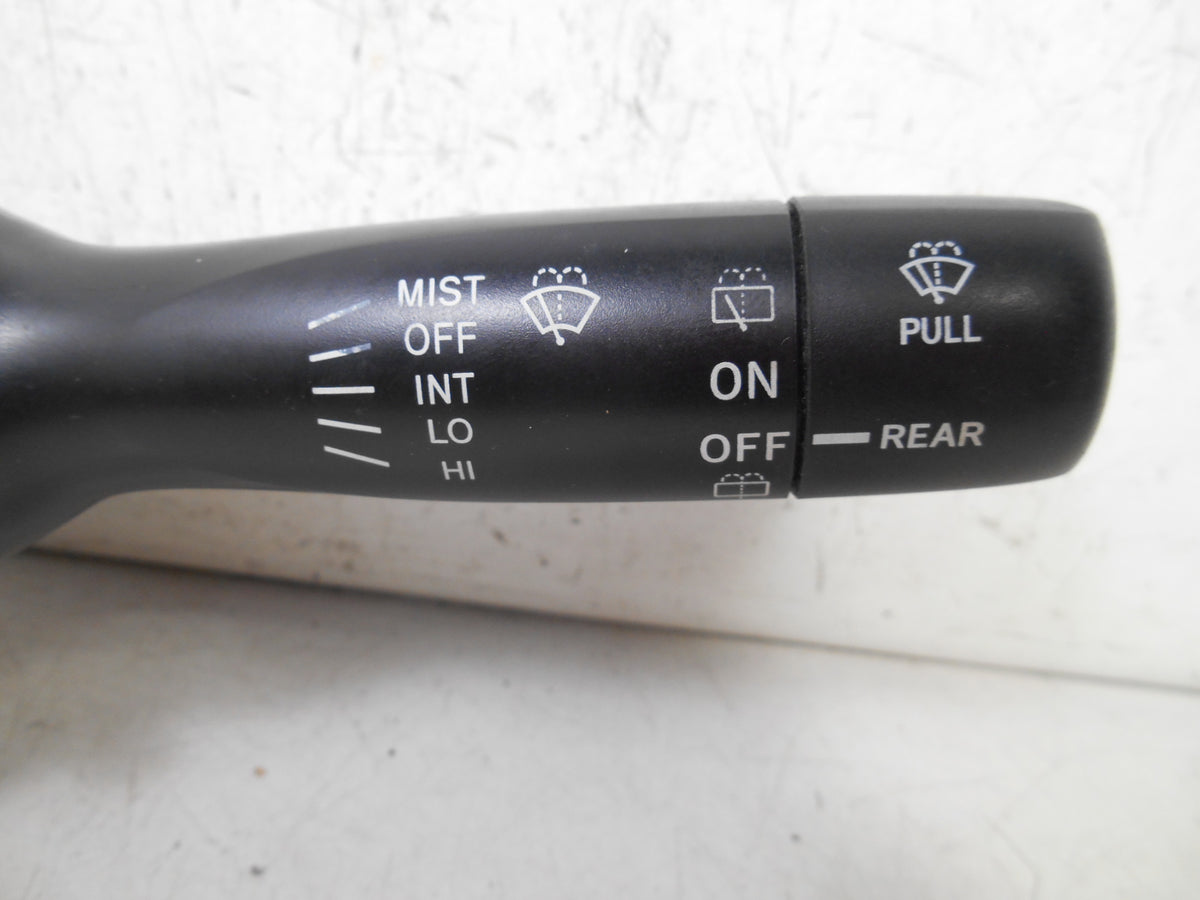 MIST
OFF
INT
LO
HI
ON
OFF
PULL
REAR